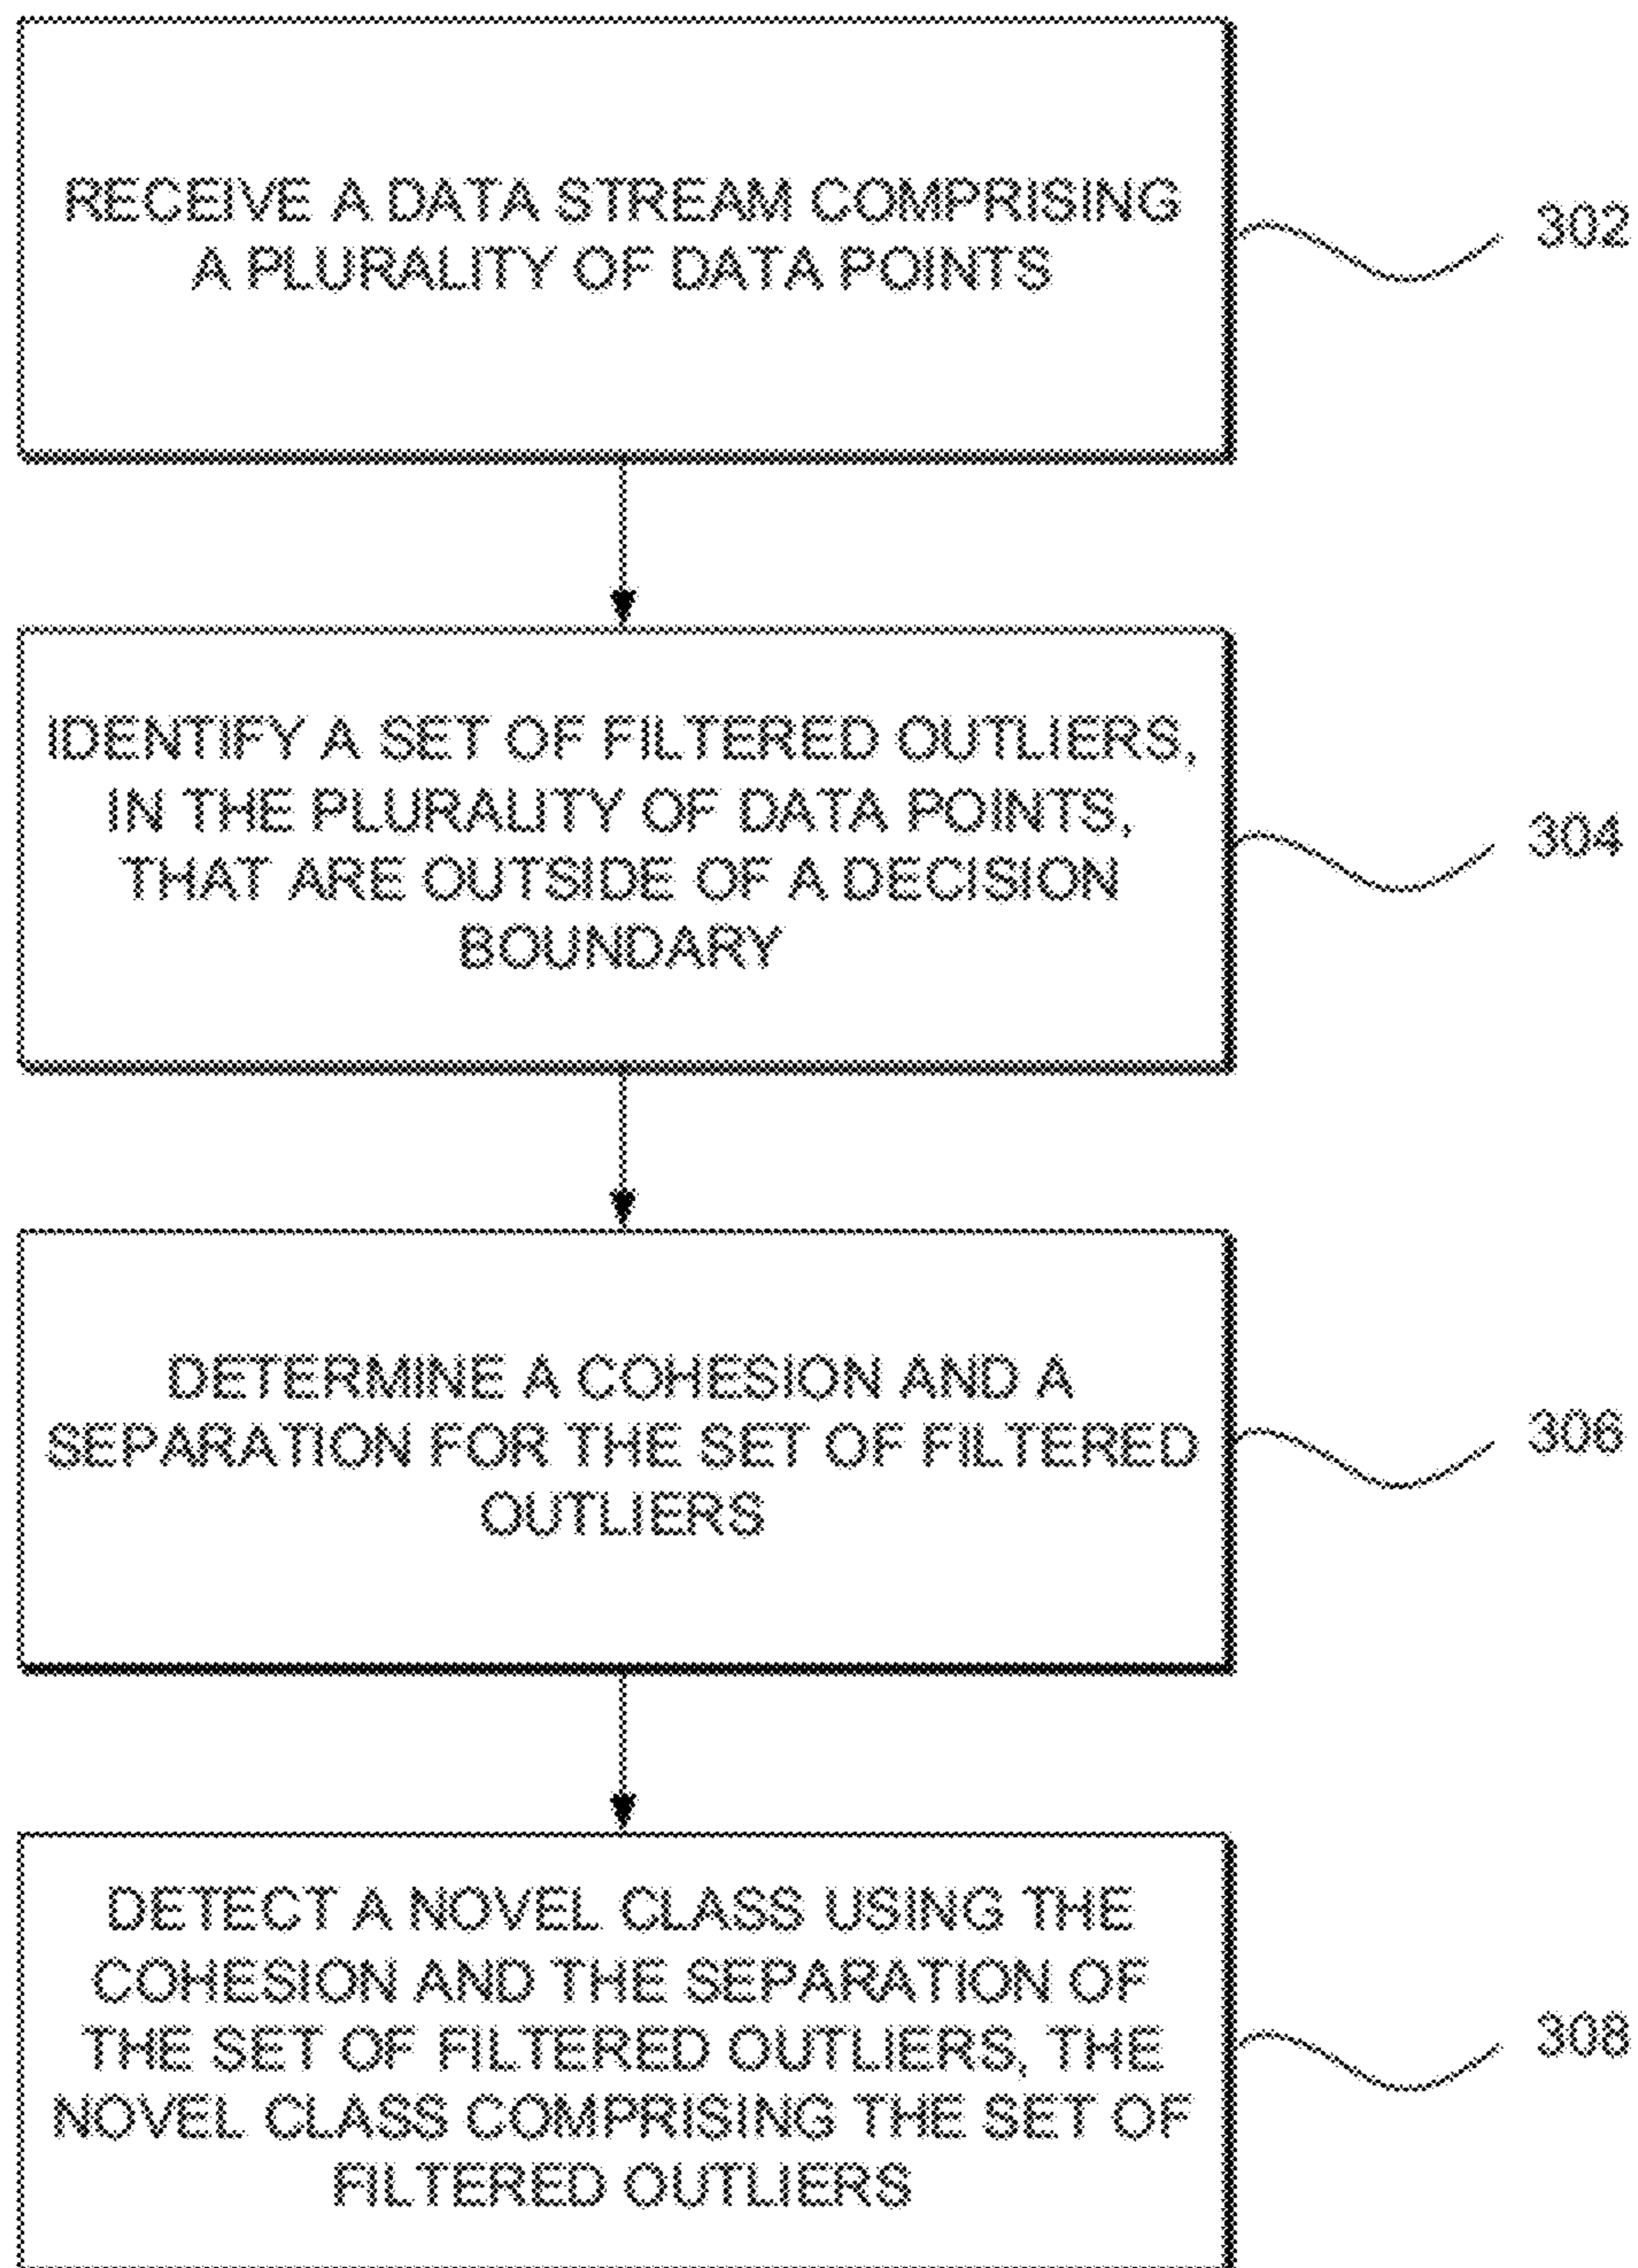 RECEIVE A DATA STREAM COMPRISING
A PLURALITY OF DATA POINTS
302
IDENTIFY A SET OF FILTERED OUTLIERS,
IN THE PLURALITY OF DATA POINTS,
THAT ARE OUTSIDE OF A DECISION
BOUNDARY
304
DETERMINE A COHESION AND A
SEPARATION FOR THE SET OF FILTERED
OUTLIERS
306
DETECT A NOVEL CLASS USING THE
COHESION AND THE SEPARATION OF
THE SET OF FILTERED OUTLIERS, THE
NOVEL CLASS COMPRISING THE SET OF
FILTERED OUTLIERS
308